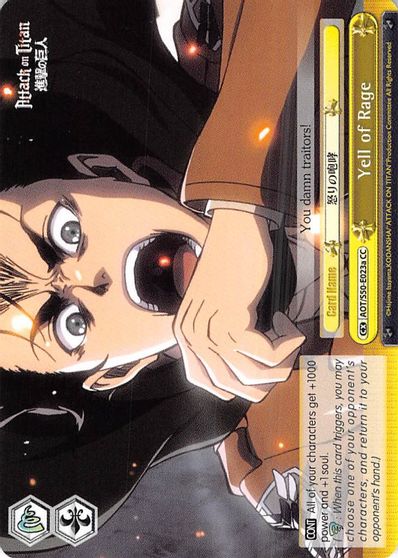 Attack on Titan
進撃の巨人
You damn traitors!
Card Name
怒りの咆哮
CX
AOT/S50-E023a CC
Yell of Rage
©Hajime Isayama,KODANSHA/"ATTACK ON TITAN"Production Committee All Rights Reserved
CONT All of your characters get +1000
power and +1 soul.
( : When this card triggers, you may
choose one of your opponent's
characters, and return it to your
opponent's hand.)